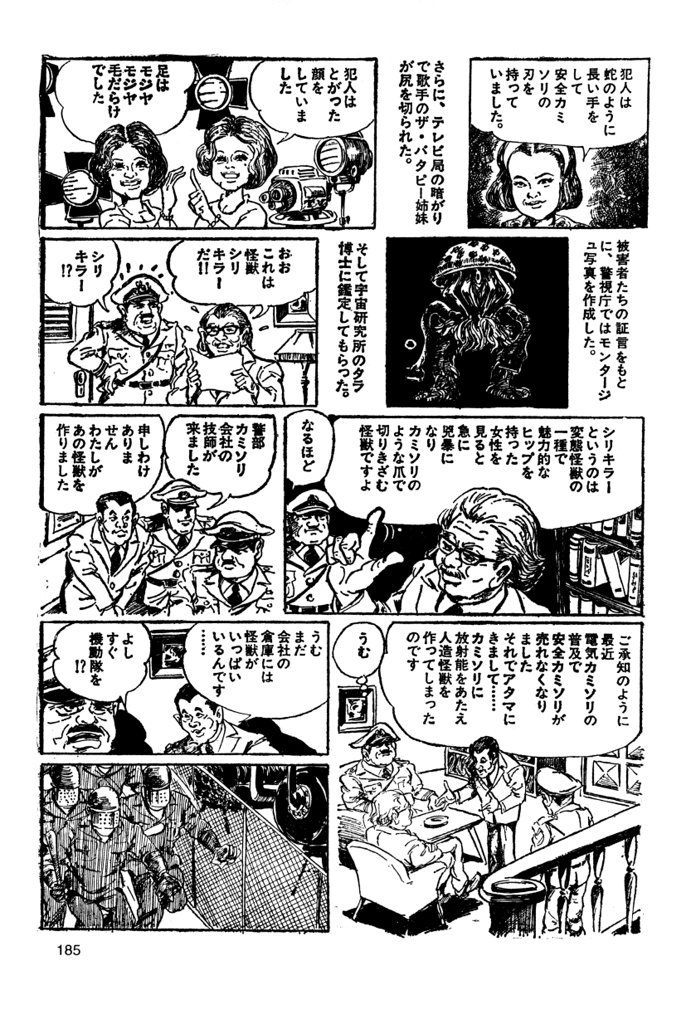 犯人は
蛇のように
長い手を
して
安全カミ
ソリの
刃を
持って
いました。
さらに、テレビ局の暗がり
で歌手のザ・バタピー姉妹
が尻を切られた。
犯人は
とがった
顔を
していま
した
足は
モジャ
モジャ
毛だらけ
でした
被害者たちの証言をもと
に、警視庁ではモンタージ
ュ写真を作成した。
そして宇宙研究所のタラ
博士に鑑定してもらった。
おお
これは
怪獣
シリ
キラー
だ!!
シリ
キラー
!?
シリキラー
というのは
変態怪獣の
一種で
魅力的な
ヒップを
持った
女性を
見ると
急に
兇暴に
なり
カミソリの
ような爪で
切りきざむ
怪獣ですよ
なるほど
警部
カミソリ
会社の
技師が
来ました
申しわけ
ありま
せん
わたしが
あの怪獣を
作りました
ご承知のように
最近
電気カミソリの
普及で
安全カミソリが
売れなくなり
ました
それでアタマに
きまして……
カミソリに
放射能をあたえ
人造怪獣を
作ってしまった
のです
うむ
うむ
まだ
会社の
倉庫には
怪獣が
いっぱい
いるんです
……
よし
すぐ
機動隊を
!?
185